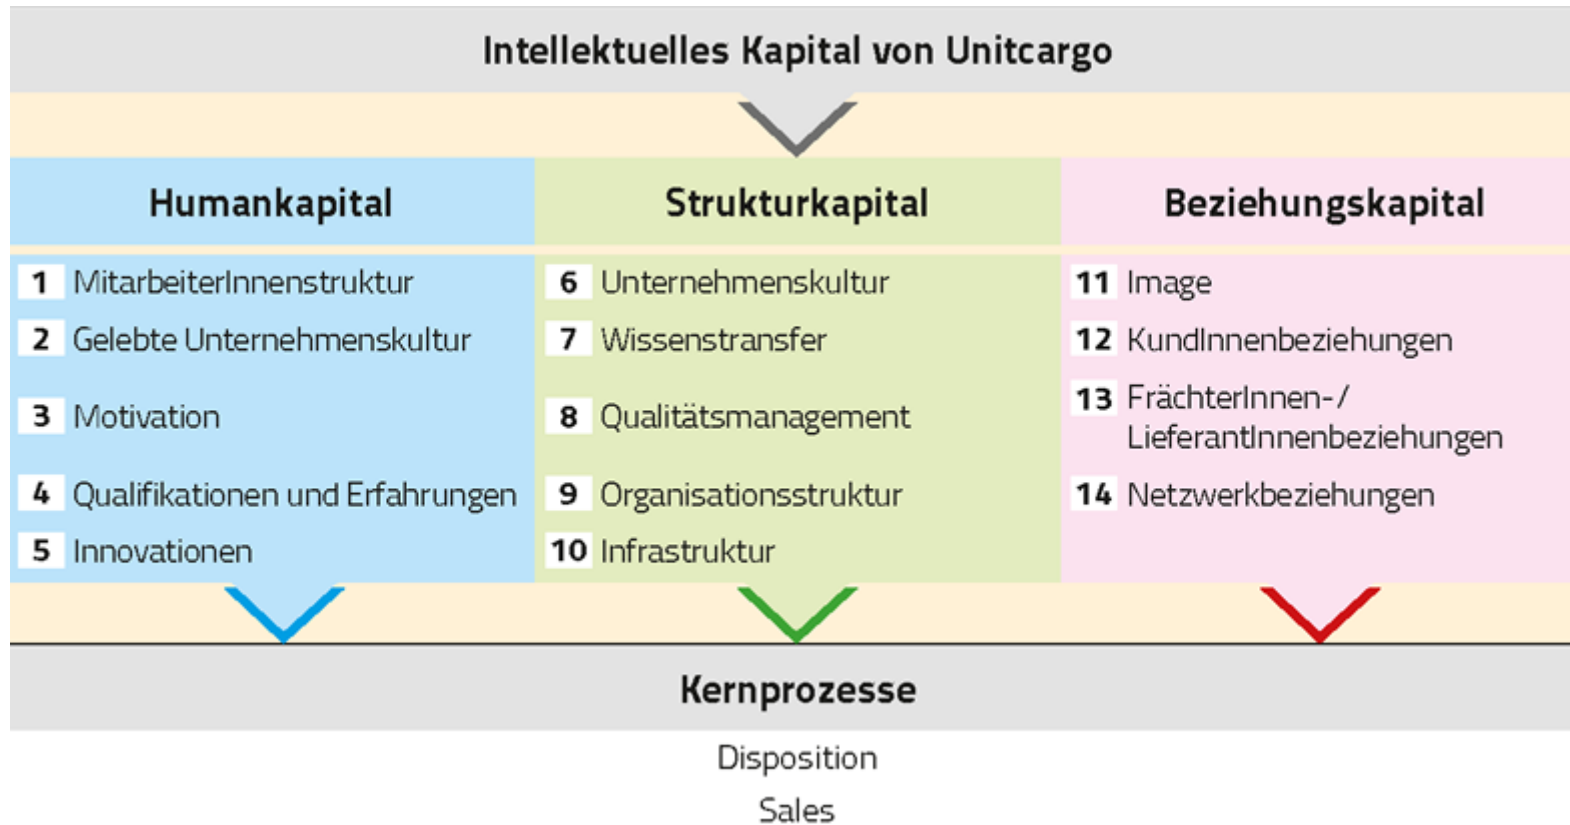 Intellektuelles Kapital von Unitcargo
Humankapital
1 MitarbeiterInnenstruktur
2 Gelebte Unternehmenskultur
3 Motivation
4 Qualifikationen und Erfahrungen
5 Innovationen
Strukturkapital
6 Unternehmenskultur
7 Wissenstransfer
8 Qualitätsmanagement
9 Organisationsstruktur
10 Infrastruktur
Beziehungskapital
11 Image
12 KundInnenbeziehungen
13 FrächterInnen-/
LieferantInnenbeziehungen
14 Netzwerkbeziehungen
Kernprozesse
Disposition
Sales